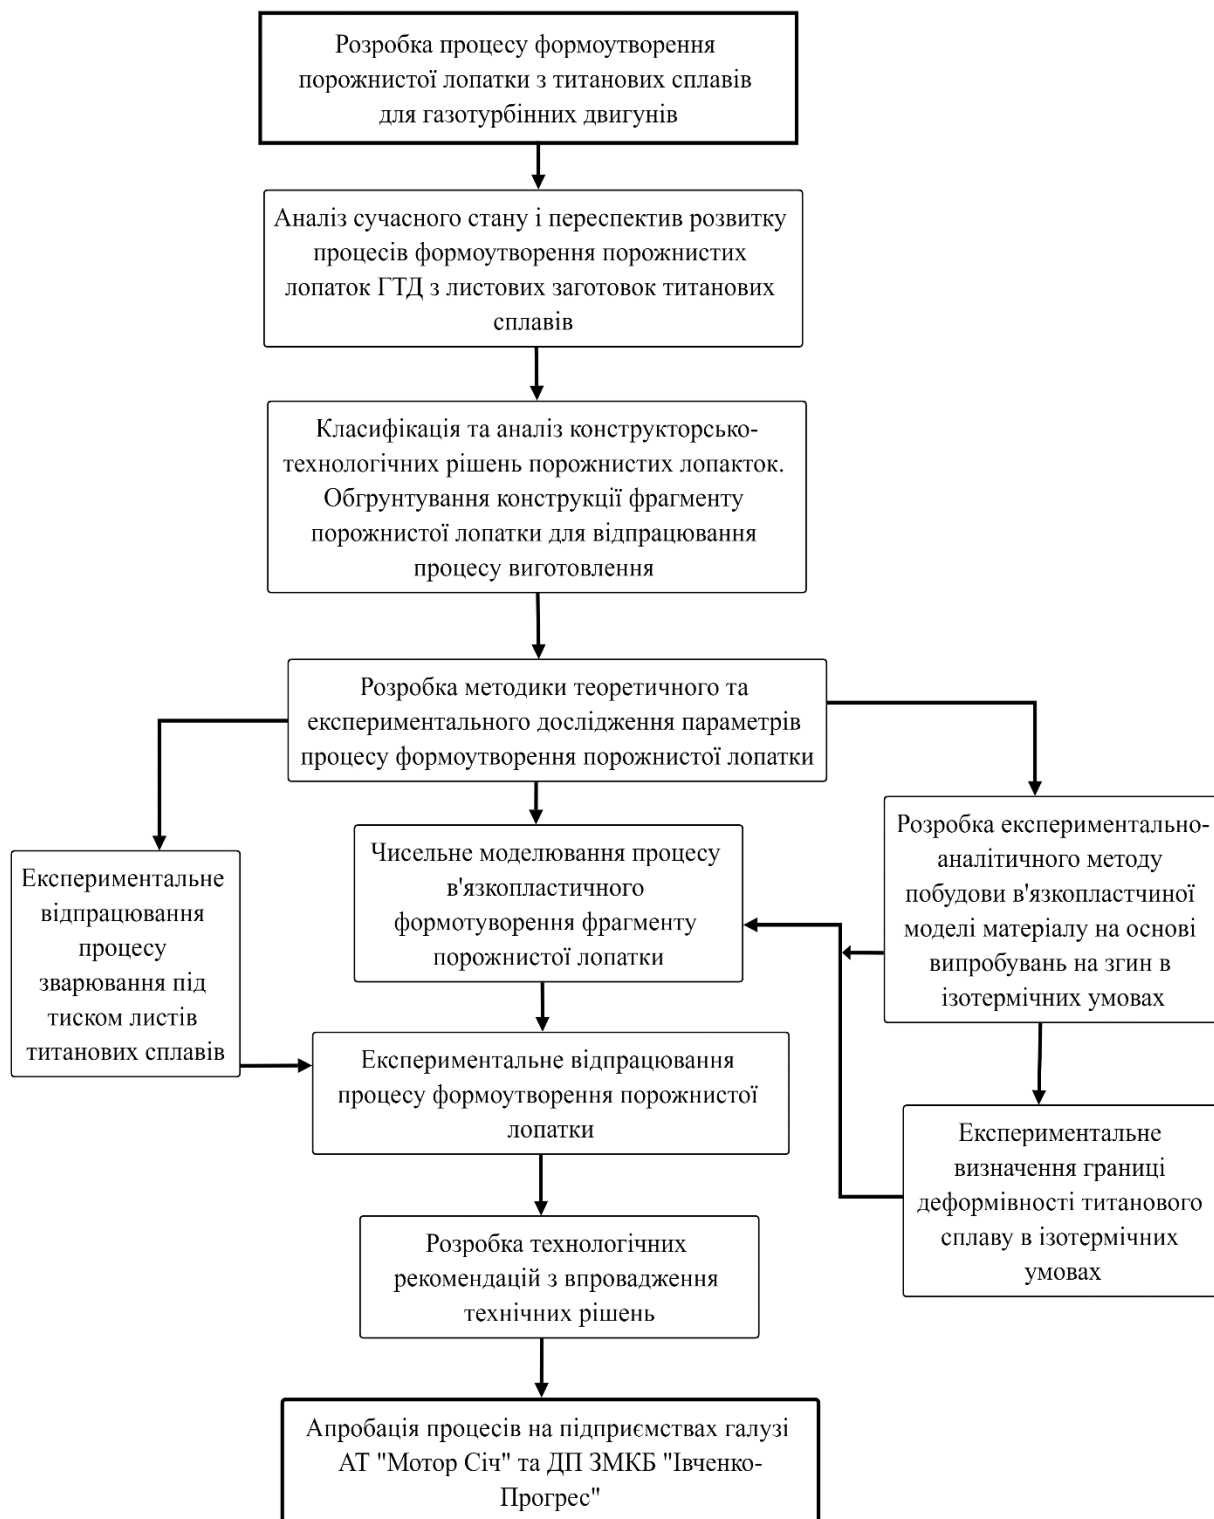 Розробка процесу формоутворення
порожнистої лопатки з титанових сплавів
для газотурбінних двигунів
Аналіз сучасного стану і переспектив розвитку
процесів формоутворення порожнистих
лопаток ГТД з листових заготовок титанових
сплавів
Класифікація та аналіз конструкторсько-
технологічних рішень порожнистих лопакток.
Обгрунтування конструкції фрагменту
порожнистої лопатки для відпрацювання
процесу виготовлення
Розробка методики теоретичного та
експериментального дослідження параметрів
процесу формоутворення порожнистої лопатки
Експериментальне
відпрацювання
процесу
зварювання під
тиском листів
титанових сплавів
Чисельне моделювання процесу
в'язкопластичного
формотуворення фрагменту
порожнистої лопатки
Розробка експериментально-
аналітичного методу
побудови в'язкопластчиної
моделі матеріалу на основі
випробувань на згин в
ізотермічних умовах
Експериментальне відпрацювання
процесу формоутворення порожнистої
лопатки
Експериментальне
визначення границі
деформівності титанового
сплаву в ізотермічних
умовах
Розробка технологічних
рекомендацій з впровадження
технічних рішень
Апробація процесів на підприємствах галузі
АТ "Мотор Січ" та ДП ЗМКБ "Івченко-
Прогрес"